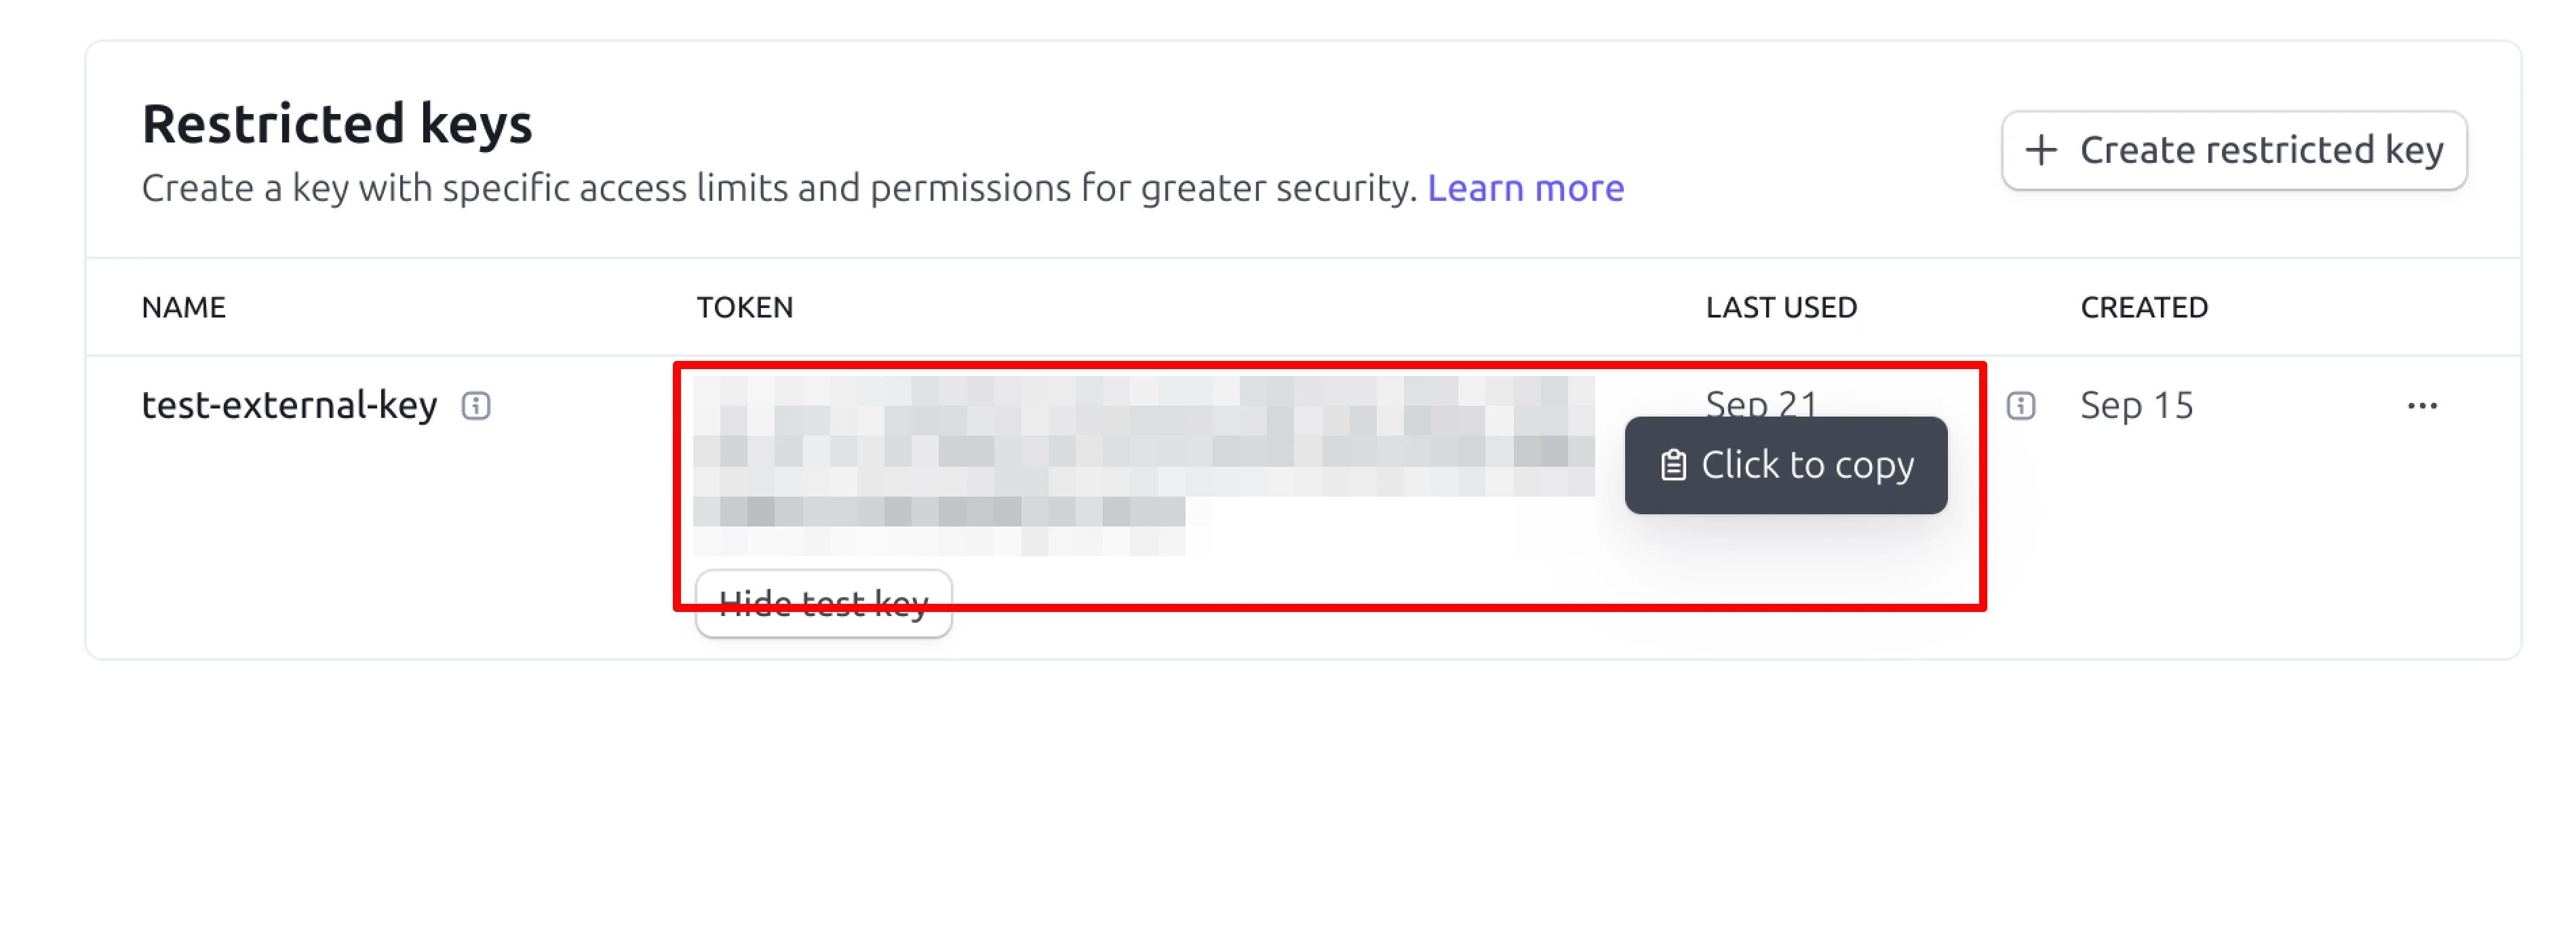 Restricted keys
Create a key with specific access limits and permissions for greater security. Learn more
+ Create restricted key
NAME TOKEN LAST USED CREATED
test-external-key Sep 21 Sep 15 ...
Click to copy
Hide test key